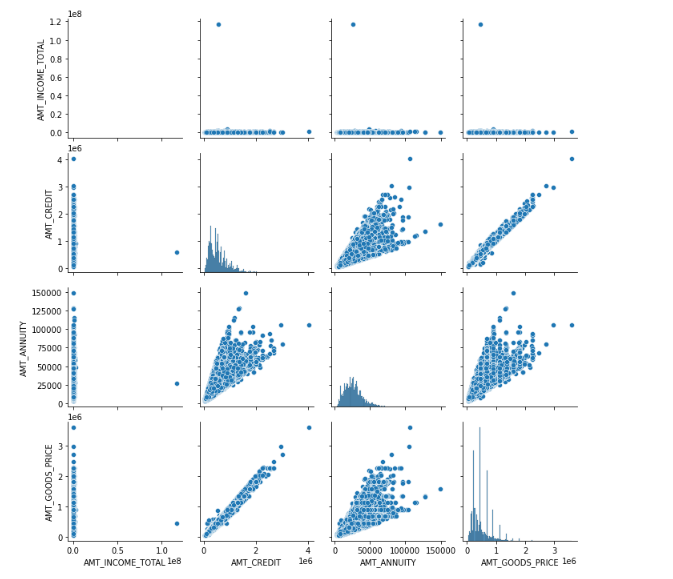 1e8
1.2
1.0
0.8
0.6
0.4
0.2
0.0
AMT_INCOME_TOTAL
1e6
4
3
2
1
0
AMT_CREDIT
150000
125000
100000
75000
50000
25000
AMT_ANNUITY
1e6
3
2
1
0
AMT_GOODS_PRICE
0.0 0.5 1.0
AMT_INCOME_TOTAL 1e8
0 2 4
AMT_CREDIT 1e6
0 50000 100000 150000
AMT_ANNUITY
0 1 2 3
AMT_GOODS_PRICE 1e6